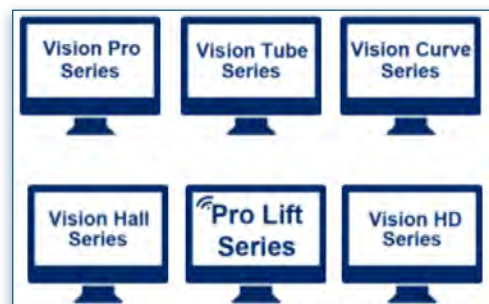 Vision Pro
Series
Vision Tube
Series
Vision Curve
Series
Vision Hall
Series
Pro Lift
Series
Vision HD
Series